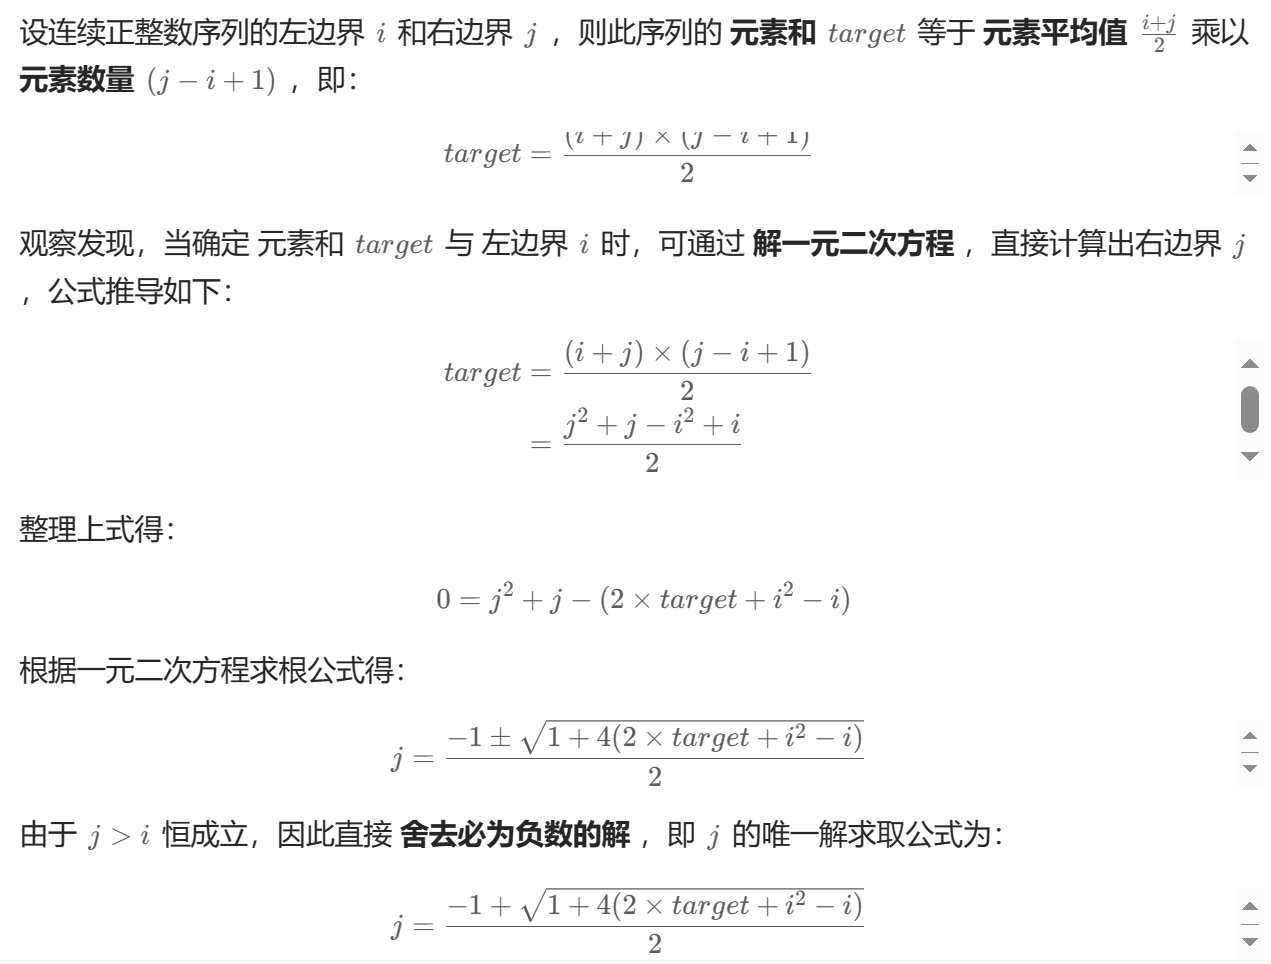 设连续正整数序列的左边界 i 和右边界 j ，则此序列的 元素和 target 等于 元素平均值 \frac{i+j}{2} 乘以
元素数量 (j − i + 1) ，即：
target = \frac{(i + j) × (j − i + 1)}{2}
观察发现，当确定 元素和 target 与 左边界 i 时，可通过 解一元二次方程 ，直接计算出右边界 j
，公式推导如下：
target = \frac{(i + j) × (j − i + 1)}{2}
= \frac{j^2 + j − i^2 + i}{2}
整理上式得：
0 = j^2 + j − (2 × target + i^2 − i)
根据一元二次方程求根公式得：
j = \frac{−1 ± \sqrt{1 + 4(2 × target + i^2 − i)}}{2}
由于 j > i 恒成立，因此直接 舍去必为负数的解 ，即 j 的唯一解求取公式为：
j = \frac{−1 + \sqrt{1 + 4(2 × target + i^2 − i)}}{2}